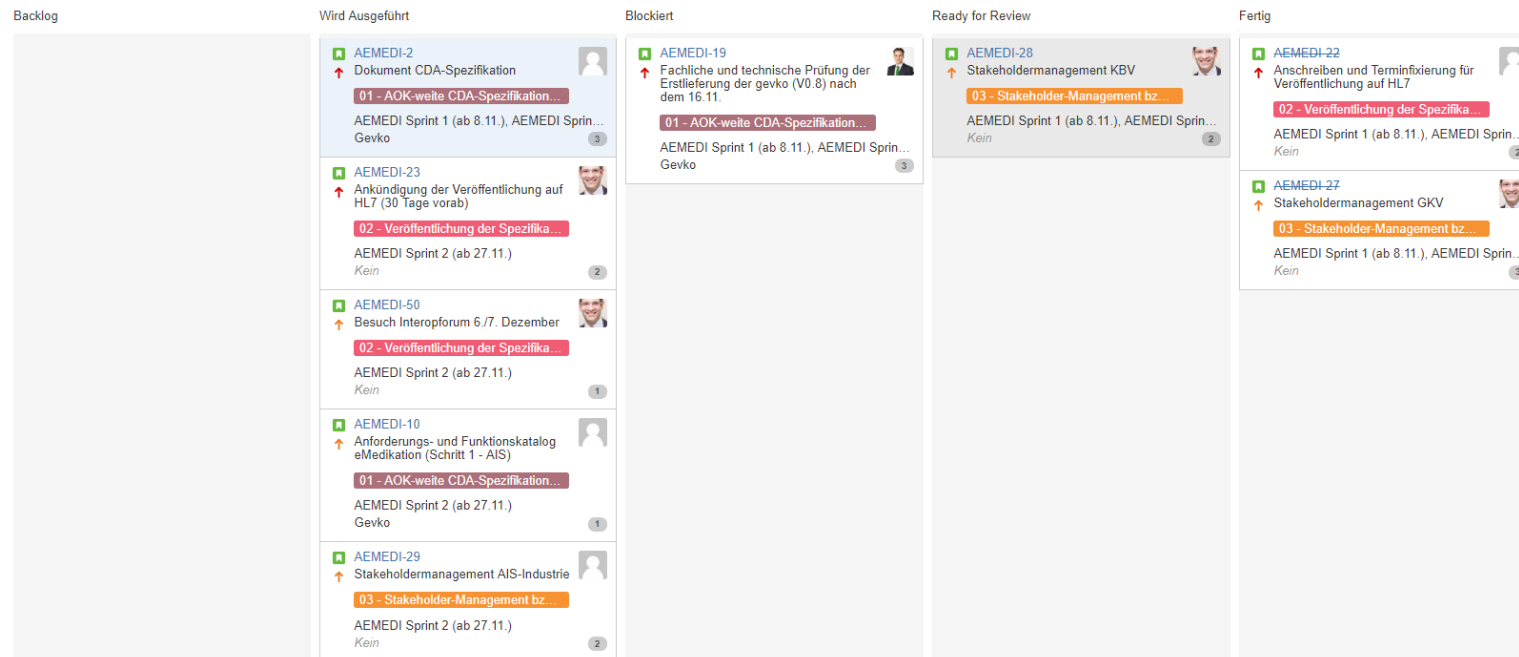 Backlog
Wird Ausgeführt
Blockiert
Ready for Review
Fertig
AEMEDI-2
Dokument CDA-Spezifikation
01 - AOK-weite CDA-Spezifikation...
AEMEDI Sprint 1 (ab 8.11.), AEMEDI Sprin...
Gevko
3
AEMEDI-23
Ankündigung der Veröffentlichung auf
HL7 (30 Tage vorab)
02 - Veröffentlichung der Spezifika...
AEMEDI Sprint 2 (ab 27.11.)
Kein
2
AEMEDI-50
Besuch Interopforum 6./7. Dezember
02 - Veröffentlichung der Spezifika...
AEMEDI Sprint 2 (ab 27.11.)
Kein
1
AEMEDI-10
Anforderungs- und Funktionskatalog
eMedikation (Schritt 1 - AIS)
01 - AOK-weite CDA-Spezifikation...
AEMEDI Sprint 2 (ab 27.11.)
Gevko
1
AEMEDI-29
Stakeholdermanagement AIS-Industrie
03 - Stakeholder-Management bz...
AEMEDI Sprint 2 (ab 27.11.)
Kein
2
AEMEDI-19
Fachliche und technische Prüfung der
Erstlieferung der gevko (V0.8) nach
dem 16.11.
01 - AOK-weite CDA-Spezifikation...
AEMEDI Sprint 1 (ab 8.11.), AEMEDI Sprin...
Gevko
3
AEMEDI-28
Stakeholdermanagement KBV
03 - Stakeholder-Management bz...
AEMEDI Sprint 1 (ab 8.11.), AEMEDI Sprin...
Kein
2
AEMEDI-22
Anschreiben und Terminfixierung für
Veröffentlichung auf HL7
02 - Veröffentlichung der Spezifika...
AEMEDI Sprint 1 (ab 8.11.), AEMEDI Sprin...
Kein
2
AEMEDI-27
Stakeholdermanagement GKV
03 - Stakeholder-Management bz...
AEMEDI Sprint 1 (ab 8.11.), AEMEDI Sprin...
Kein
3